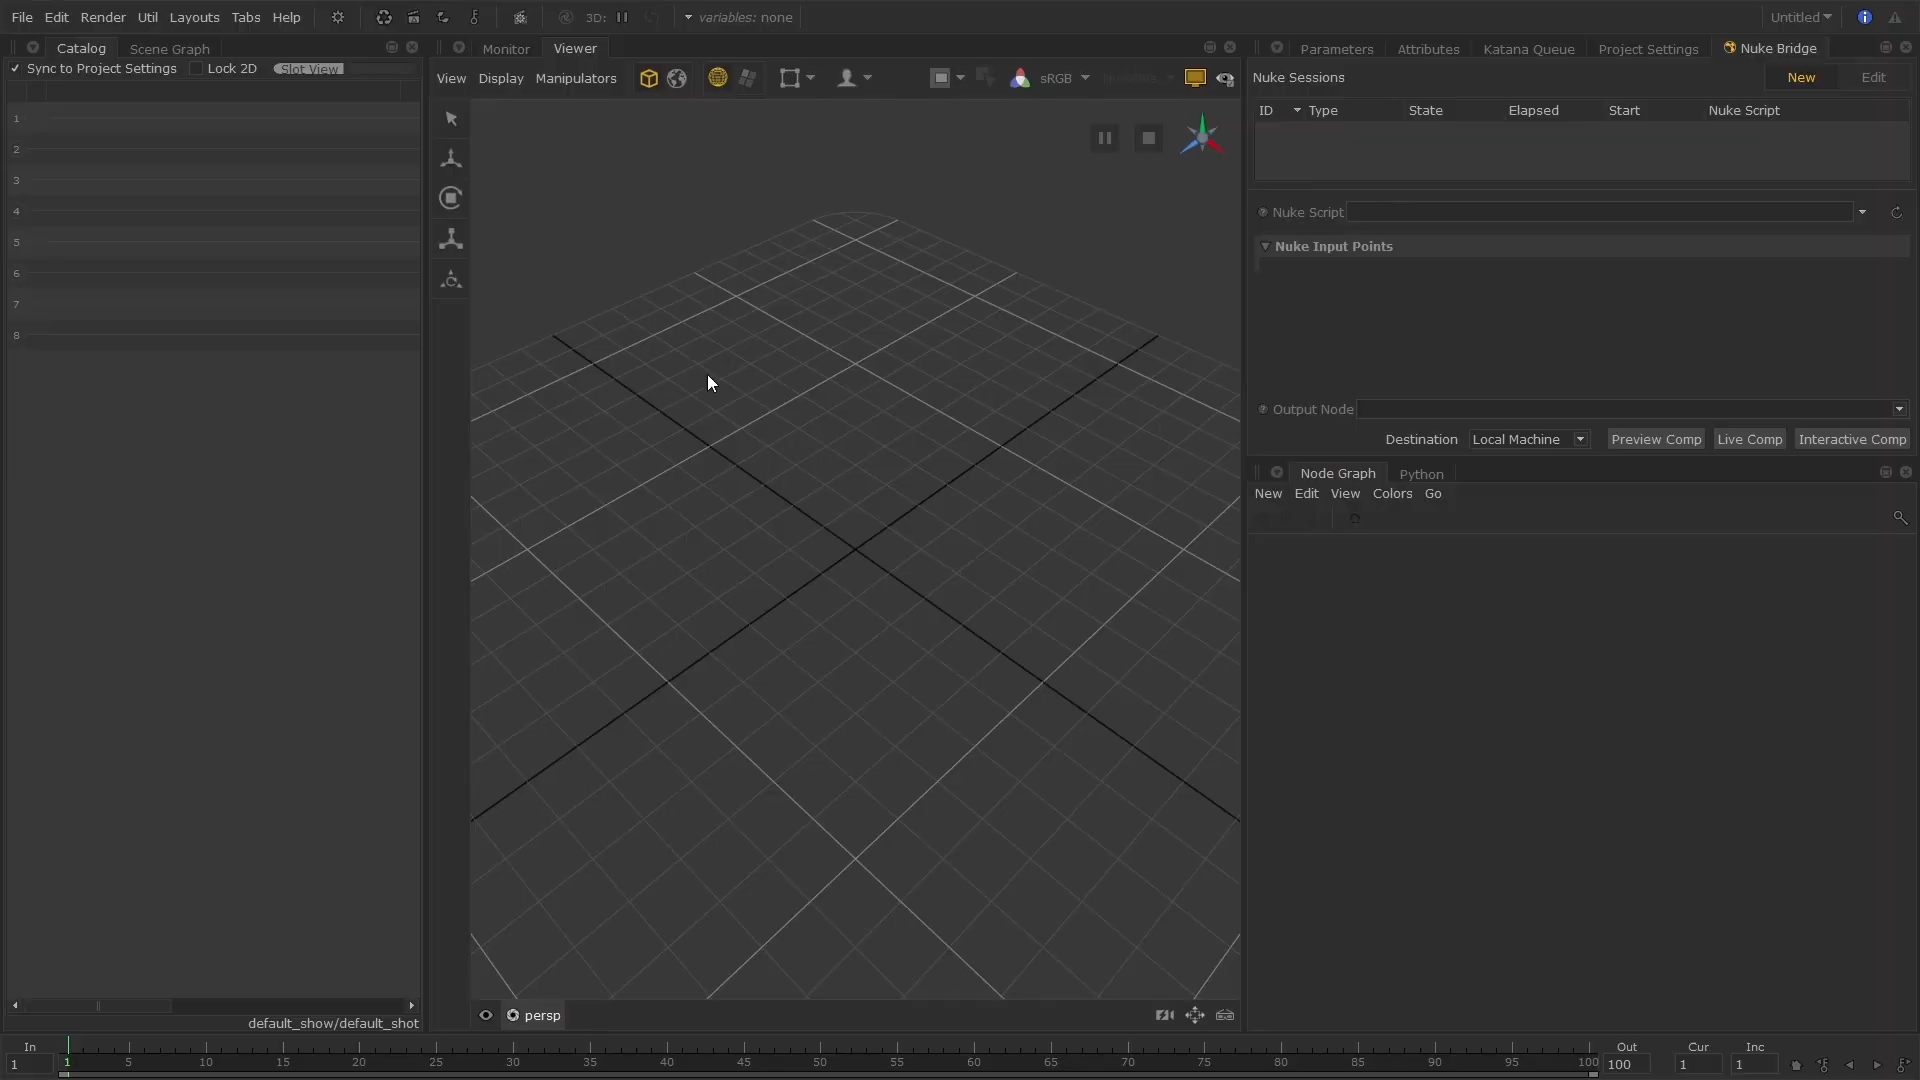 File Edit Render Util Layouts Tabs Help 3D: variables: none Untitled
Catalog Scene Graph Monitor Viewer Parameters Attributes Katana Queue Project Settings Nuke Bridge
Sync to Project Settings Lock 2D Slot View
1
2
3
4
5
6
7
8
default_show/default_shot
View Display Manipulators sRGB
persp
Nuke Sessions New Edit
ID Type State Elapsed Start Nuke Script
Nuke Script
Nuke Input Points
Output Node
Destination Local Machine Preview Comp Live Comp Interactive Comp
Node Graph Python
New Edit View Colors Go
In Out Cur Inc
1 1 5 10 15 20 25 30 35 40 45 50 55 60 65 70 75 80 85 90 95 100 100 1 1